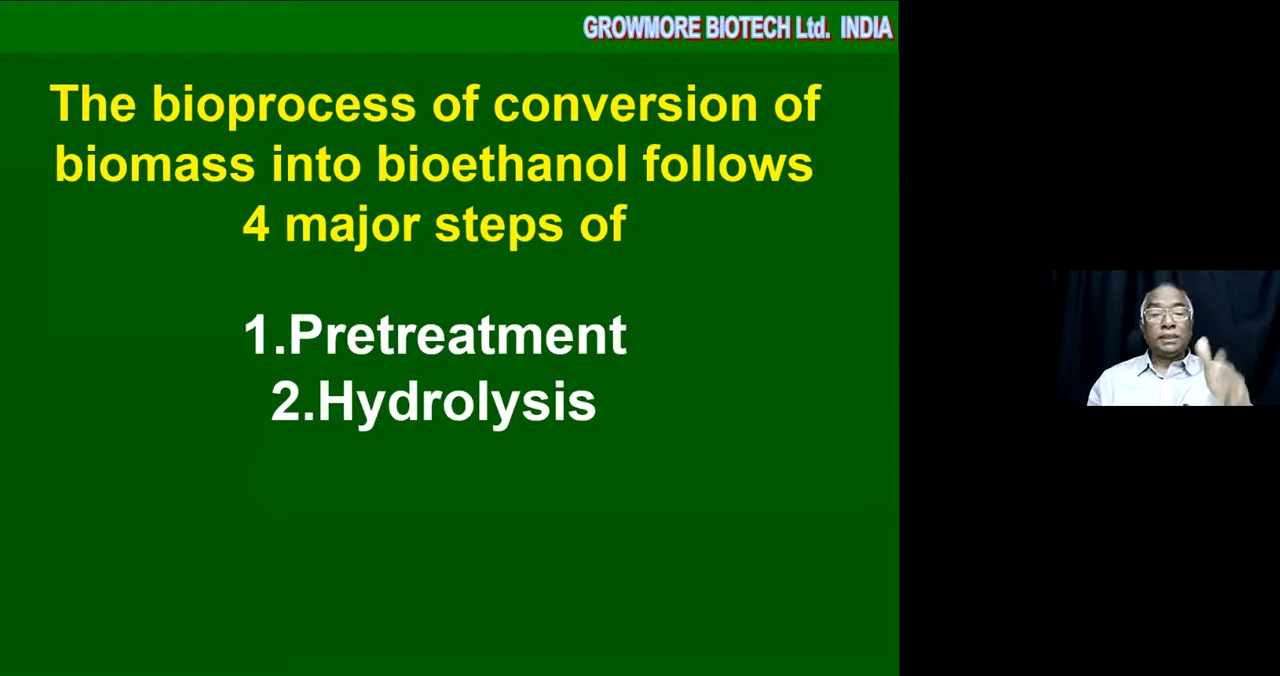 GROWMORE BIOTECH Ltd. INDIA
The bioprocess of conversion of
biomass into bioethanol follows
4 major steps of
1.Pretreatment
2.Hydrolysis